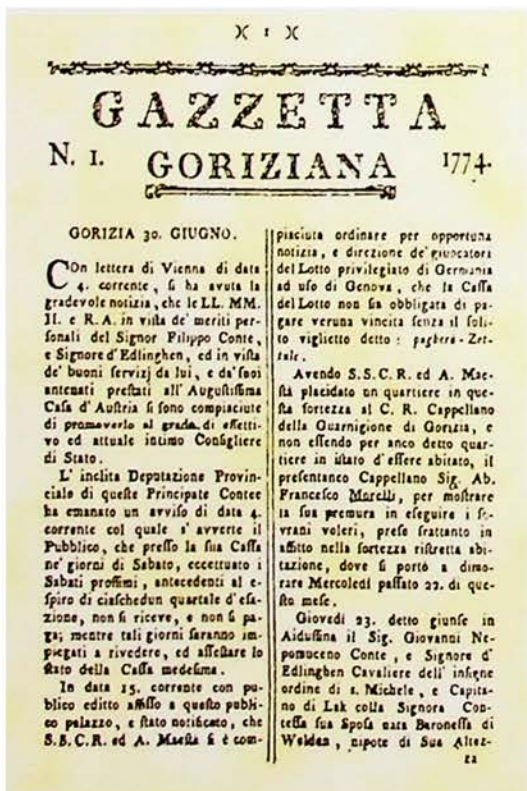 )( 1 )(
GAZZETTA
N. 1. GORIZIANA 1774.
GORIZIA 30. GIUGNO.
COn lettera di Vienna di data
4. corrente, ſi ha avuta la
gradevole notizia, che le LL. MM.
II. e R. A. in viſta de' meriti per-
ſonali del Signor Filippo Conte,
e Signore d'Edlinghen, ed in viſta
de' buoni ſervizj da lui, e da'ſuoi
antenati preſtati all' Auguſtiſſima
Caſa d'Auſtria ſi ſono compiaciute
di promoverlo al grado di effetti-
vo ed attuale intimo Conſigliere
di Stato.
L' inclita Deputazione Provin-
ciale di queſte Principate Contee
ha emanato un avviſo di data 4.
corrente col quale s' avverte il
Pubblico, che preſſo la ſua Caſſa
ne' giorni di Sabato, eccettuato i
Sabati proſſimi, antecedenti al e-
ſpiro di ciaſchedun quartale d'eſa-
zione, non ſi riceve, e non ſi pa-
ga; mentre tali giorni ſaranno im-
piegati a rivedere, ed aſſeſtare lo
ſtato della Caſſa medeſima.
In data 15. corrente con pu-
blico editto affiſſo a queſto publi-
co palazzo, e ſtato notificato, che
S. S. C. R. ed A. Maeſta ſi è com-
piaciuta ordinare per opportuna
notizia, e direzione de' giuocatori
del Lotto privilegiato di Germania
ad uſo di Genova, che la Caſſa
del Lotto non ſia obbligata di pa-
gare veruna vincita ſenza il ſoli-
to viglietto detto: paghera-Zet-
tale.
Avendo S. S. C. R. ed A. Mae-
ſtà placidato un quartiere in que-
ſta fortezza al C. R. Cappellano
della Guarnigione di Gorizia, e
non eſſendo per anco detto quar-
tiere in iſtato d'eſſere abitato, il
preſentaneo Cappellano Sig. Ab.
Franceſco Morelli, per moſtrare
la ſua premura in eſeguire i ſo-
vrani voleri, preſe frattanto in
affitto nella fortezza riſtretta abi-
tazione, dove ſi portò a dimo-
rare Mercoledì paſſato 22. di que-
ſto meſe.
Giovedì 23. detto giunſe in
Aiduſſina il Sig. Giovanni Ne-
pomuceno Conte, e Signore d'
Edlinghen Cavaliere dell' inſigne
ordine di s. Michele, e Capita-
no di Lak colla Signora Con-
teſſa ſua Spoſa nata Baroneſſa di
Welden, nipote di Sua Altez-
za